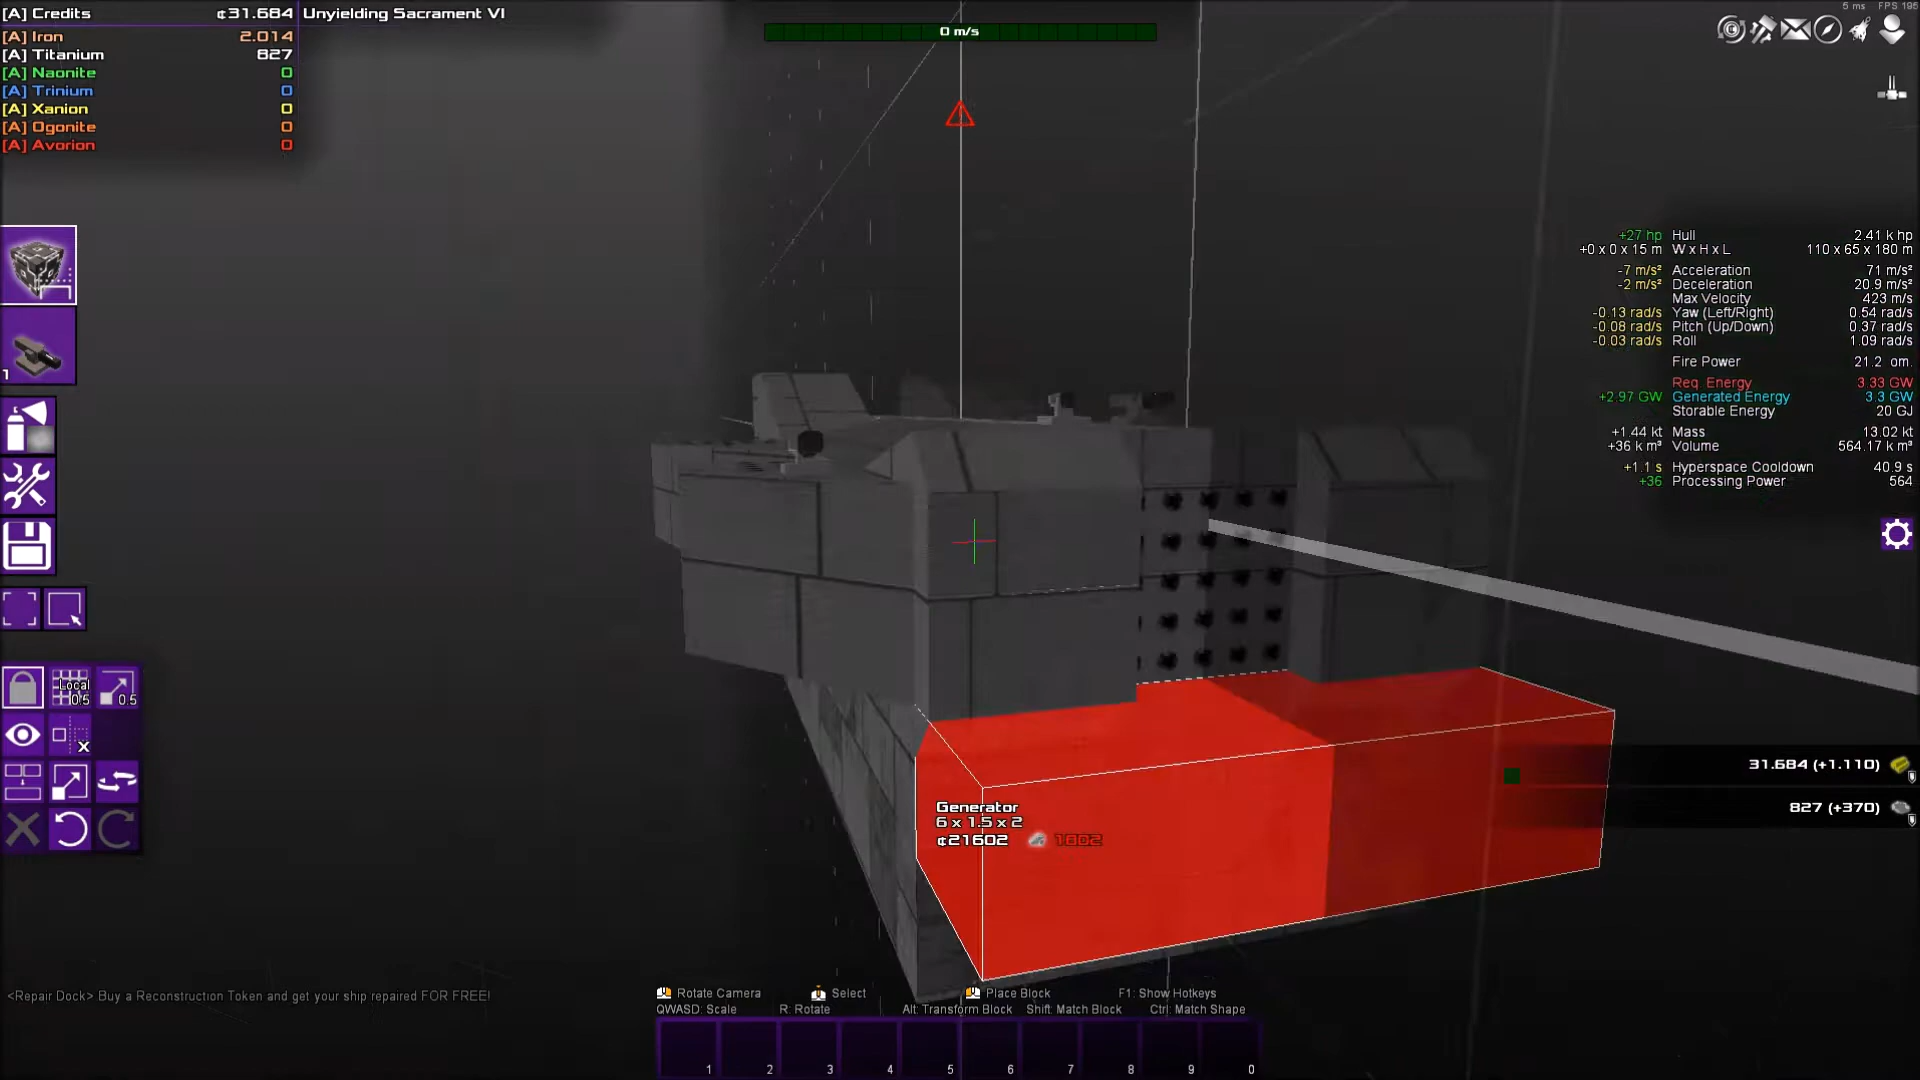 [A] Credits ¢31.684 Unyielding Sacrament VI
[A] Iron 2.014
[A] Titanium 827
[A] Naonite 0
[A] Trinium 0
[A] Xanion 0
[A] Ogonite 0
[A] Avorion 0
0 m/s
5 ms FPS 195
+27 hp Hull 2.41 k hp
+0 x 0 x 15 m W x H x L 110 x 65 x 180 m
-7 m/s² Acceleration 71 m/s²
-2 m/s² Deceleration 20.9 m/s²
Max Velocity 423 m/s
-0.13 rad/s Yaw (Left/Right) 0.54 rad/s
-0.08 rad/s Pitch (Up/Down) 0.37 rad/s
-0.03 rad/s Roll 1.09 rad/s
Fire Power 21.2 om.
Req. Energy 3.33 GW
+2.97 GW Generated Energy 3.3 GW
Storable Energy 20 GJ
+1.44 kt Mass 13.02 kt
+36 k m³ Volume 564.17 k m³
+1.1 s Hyperspace Cooldown 40.9 s
+36 Processing Power 564
1
Local
0.5 0.5
X
31.684 (+1.110)
827 (+370)
Generator
6 x 1.5 x 2
¢21602 1802
<Repair Dock> Buy a Reconstruction Token and get your ship repaired FOR FREE!
Rotate Camera Select Place Block F1: Show Hotkeys
QWASD: Scale R: Rotate Alt: Transform Block Shift: Match Block Ctrl: Match Shape
1 2 3 4 5 6 7 8 9 0